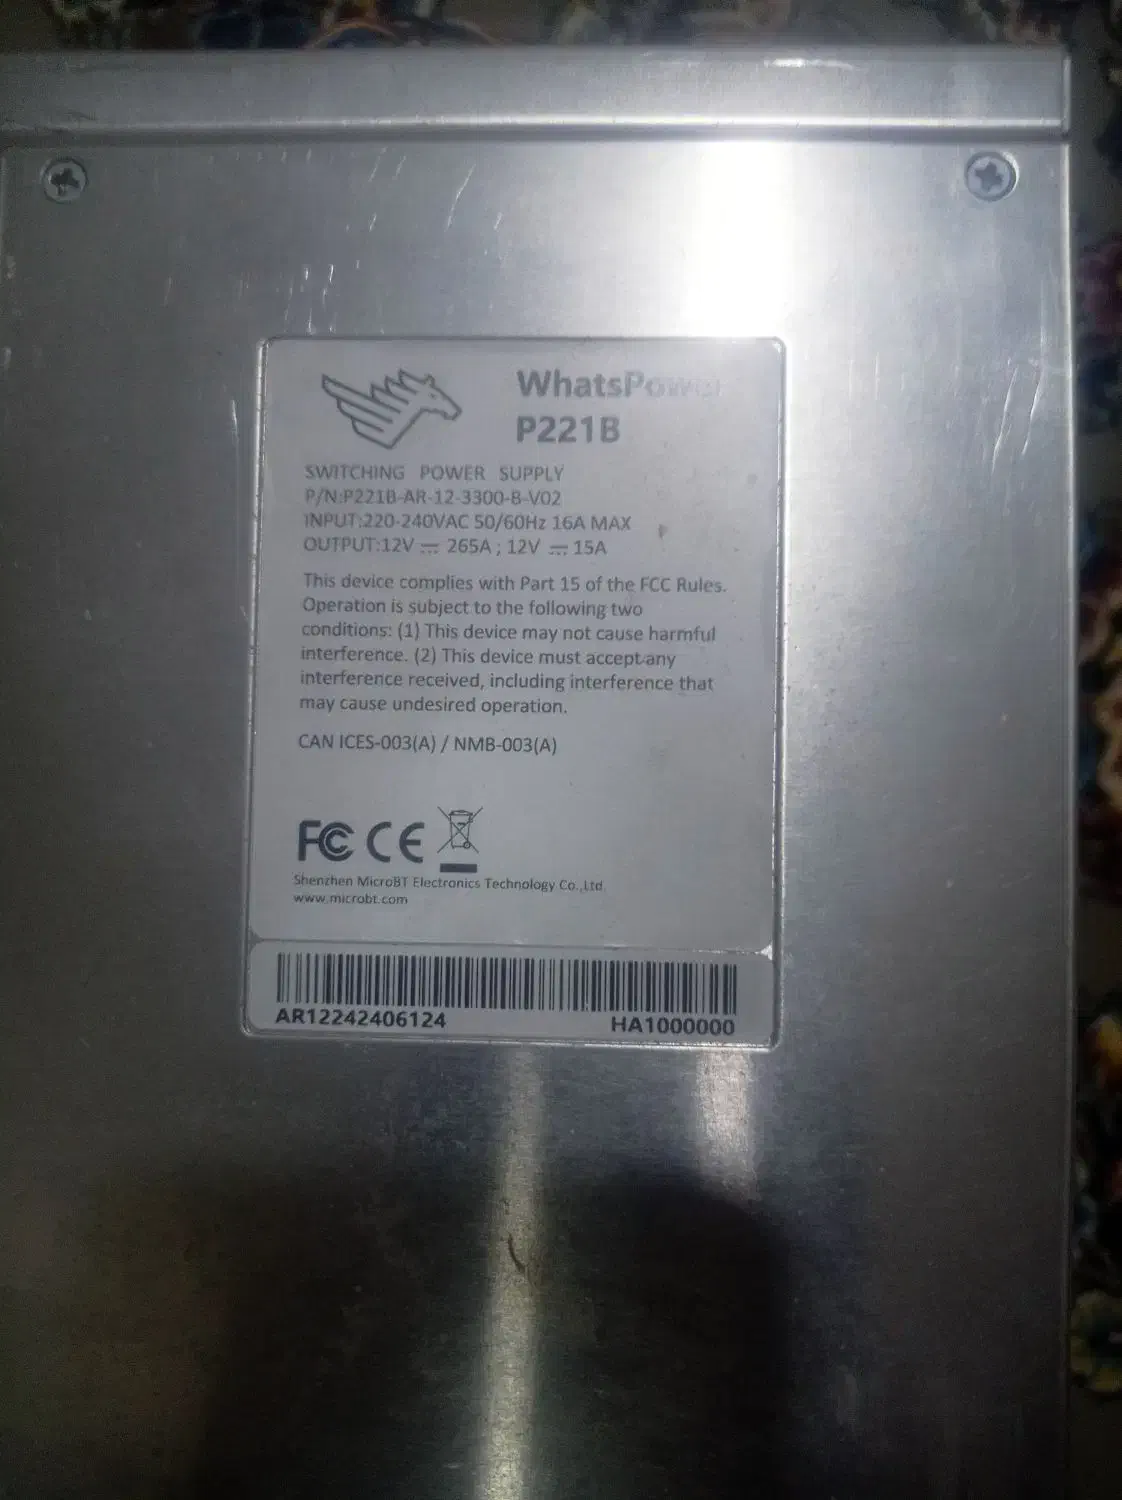 WhatsPower
P221B
SWITCHING POWER SUPPLY
P/N:P221B-AR-12-3300-B-V02
INPUT:220-240VAC 50/60Hz 16A MAX
OUTPUT:12V ⎓ 265A ; 12V ⎓ 15A
This device complies with Part 15 of the FCC Rules.
Operation is subject to the following two
conditions: (1) This device may not cause harmful
interference. (2) This device must accept any
interference received, including interference that
may cause undesired operation.
CAN ICES-003(A) / NMB-003(A)
FC CE
Shenzhen MicroBT Electronics Technology Co.,Ltd.
www.microbt.com
AR12242406124 HA1000000